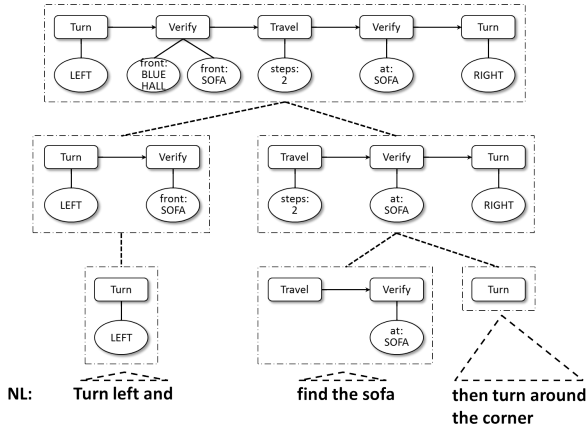 Turn Verify Travel Verify Turn
LEFT front: BLUE HALL front: SOFA steps: 2 at: SOFA RIGHT
Turn Verify Travel Verify Turn
LEFT front: SOFA steps: 2 at: SOFA RIGHT
Turn Travel Verify Turn
LEFT at: SOFA
NL: Turn left and find the sofa then turn around
the corner